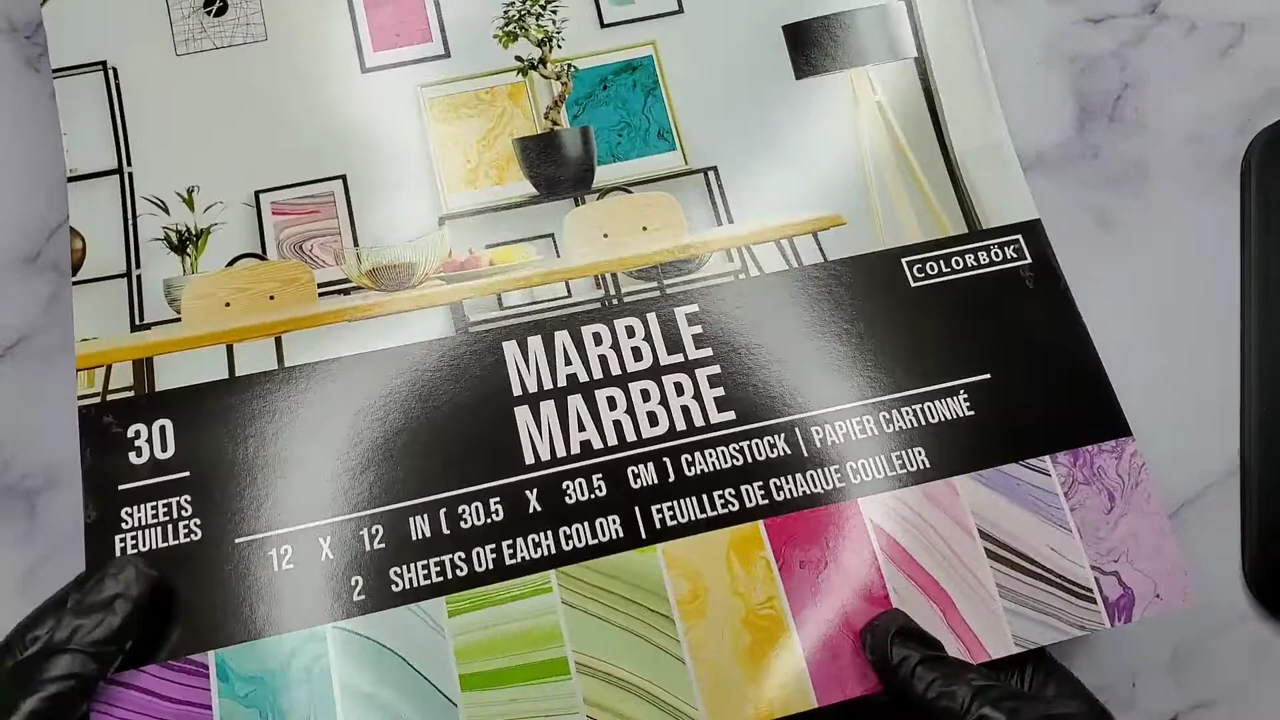 COLORBÖK
MARBLE
MARBRE
30
SHEETS
FEUILLES
12 X 12 IN ( 30.5 X 30.5 CM ) CARDSTOCK | PAPIER CARTONNÉ
2 SHEETS OF EACH COLOR | FEUILLES DE CHAQUE COULEUR